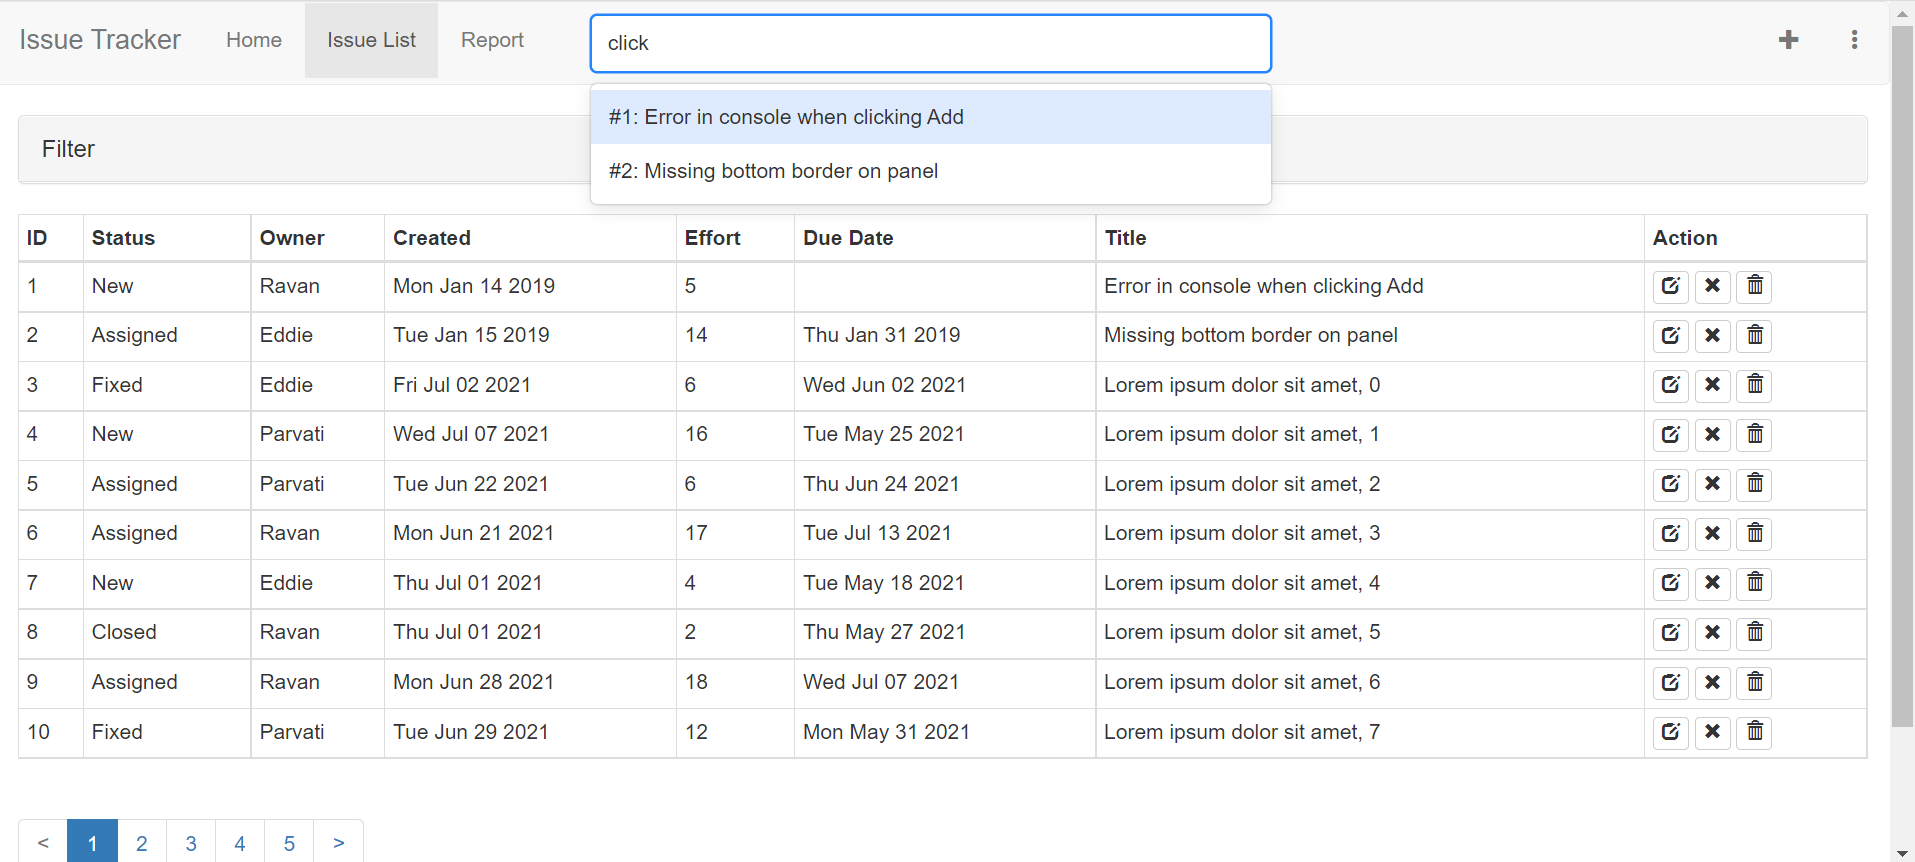 Issue Tracker Home Issue List Report click
#1: Error in console when clicking Add
#2: Missing bottom border on panel
Filter
ID Status Owner Created Effort Due Date Title Action
1 New Ravan Mon Jan 14 2019 5 Error in console when clicking Add
2 Assigned Eddie Tue Jan 15 2019 14 Thu Jan 31 2019 Missing bottom border on panel
3 Fixed Eddie Fri Jul 02 2021 6 Wed Jun 02 2021 Lorem ipsum dolor sit amet, 0
4 New Parvati Wed Jul 07 2021 16 Tue May 25 2021 Lorem ipsum dolor sit amet, 1
5 Assigned Parvati Tue Jun 22 2021 6 Thu Jun 24 2021 Lorem ipsum dolor sit amet, 2
6 Assigned Ravan Mon Jun 21 2021 17 Tue Jul 13 2021 Lorem ipsum dolor sit amet, 3
7 New Eddie Thu Jul 01 2021 4 Tue May 18 2021 Lorem ipsum dolor sit amet, 4
8 Closed Ravan Thu Jul 01 2021 2 Thu May 27 2021 Lorem ipsum dolor sit amet, 5
9 Assigned Ravan Mon Jun 28 2021 18 Wed Jul 07 2021 Lorem ipsum dolor sit amet, 6
10 Fixed Parvati Tue Jun 29 2021 12 Mon May 31 2021 Lorem ipsum dolor sit amet, 7
< 1 2 3 4 5 >